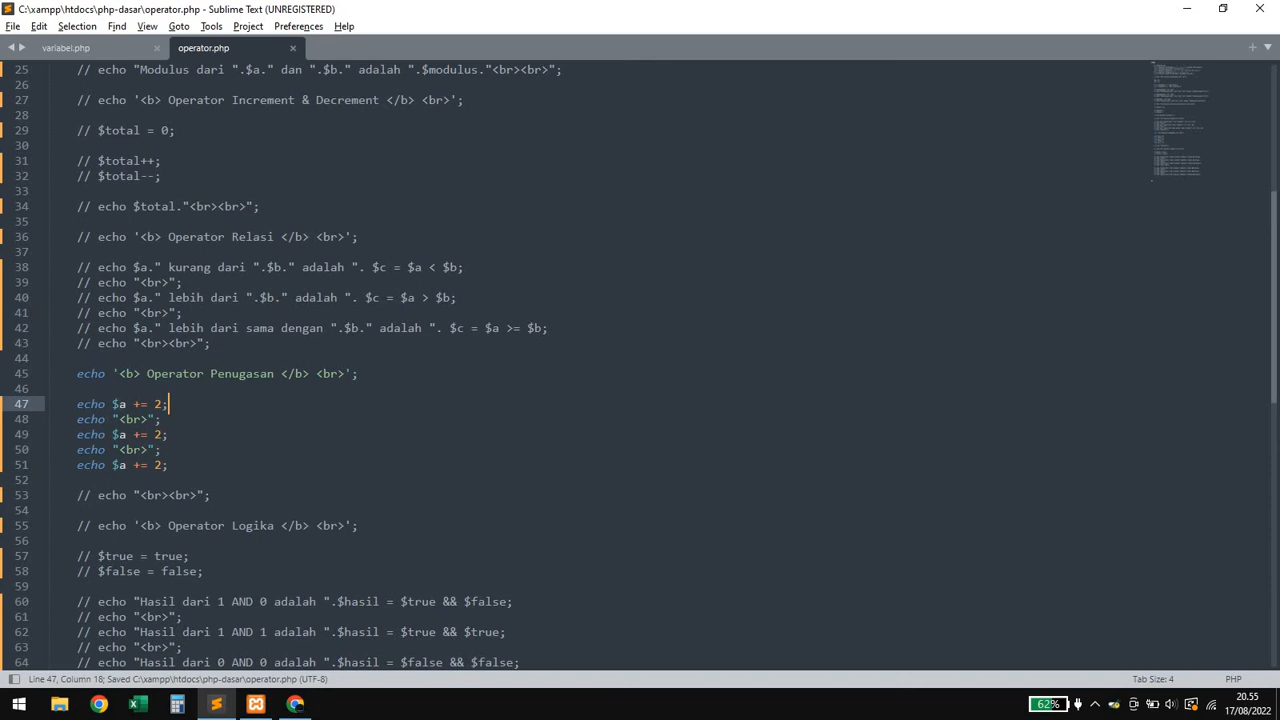 C:\xampp\htdocs\php-dasar\operator.php - Sublime Text (UNREGISTERED)
File Edit Selection Find View Goto Tools Project Preferences Help
variabel.php operator.php
25 // echo "Modulus dari ".$a." dan ".$b." adalah ".$modulus."<br><br>";
26
27 // echo '<b> Operator Increment & Decrement </b> <br>';
28
29 // $total = 0;
30
31 // $total++;
32 // $total--;
33
34 // echo $total."<br><br>";
35
36 // echo '<b> Operator Relasi </b> <br>';
37
38 // echo $a." kurang dari ".$b." adalah ". $c = $a < $b;
39 // echo "<br>";
40 // echo $a." lebih dari ".$b." adalah ". $c = $a > $b;
41 // echo "<br>";
42 // echo $a." lebih dari sama dengan ".$b." adalah ". $c = $a >= $b;
43 // echo "<br><br>";
44
45 echo '<b> Operator Penugasan </b> <br>';
46
47 echo $a += 2;
48 echo "<br>";
49 echo $a += 2;
50 echo "<br>";
51 echo $a += 2;
52
53 // echo "<br><br>";
54
55 // echo '<b> Operator Logika </b> <br>';
56
57 // $true = true;
58 // $false = false;
59
60 // echo "Hasil dari 1 AND 0 adalah ".$hasil = $true && $false;
61 // echo "<br>";
62 // echo "Hasil dari 1 AND 1 adalah ".$hasil = $true && $true;
63 // echo "<br>";
64 // echo "Hasil dari 0 AND 0 adalah ".$hasil = $false && $false;
Line 47, Column 18; Saved C:\xampp\htdocs\php-dasar\operator.php (UTF-8) Tab Size: 4 PHP
62% 20.55
17/08/2022